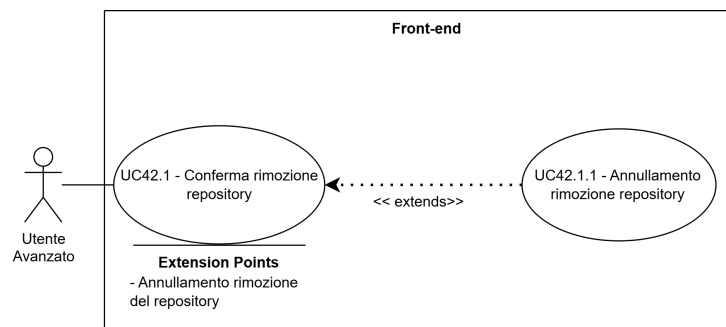 Front-end
UC42.1 - Conferma rimozione
repository
UC42.1.1 - Annullamento
rimozione repository
<< extends>>
Utente
Avanzato
Extension Points
- Annullamento rimozione
del repository